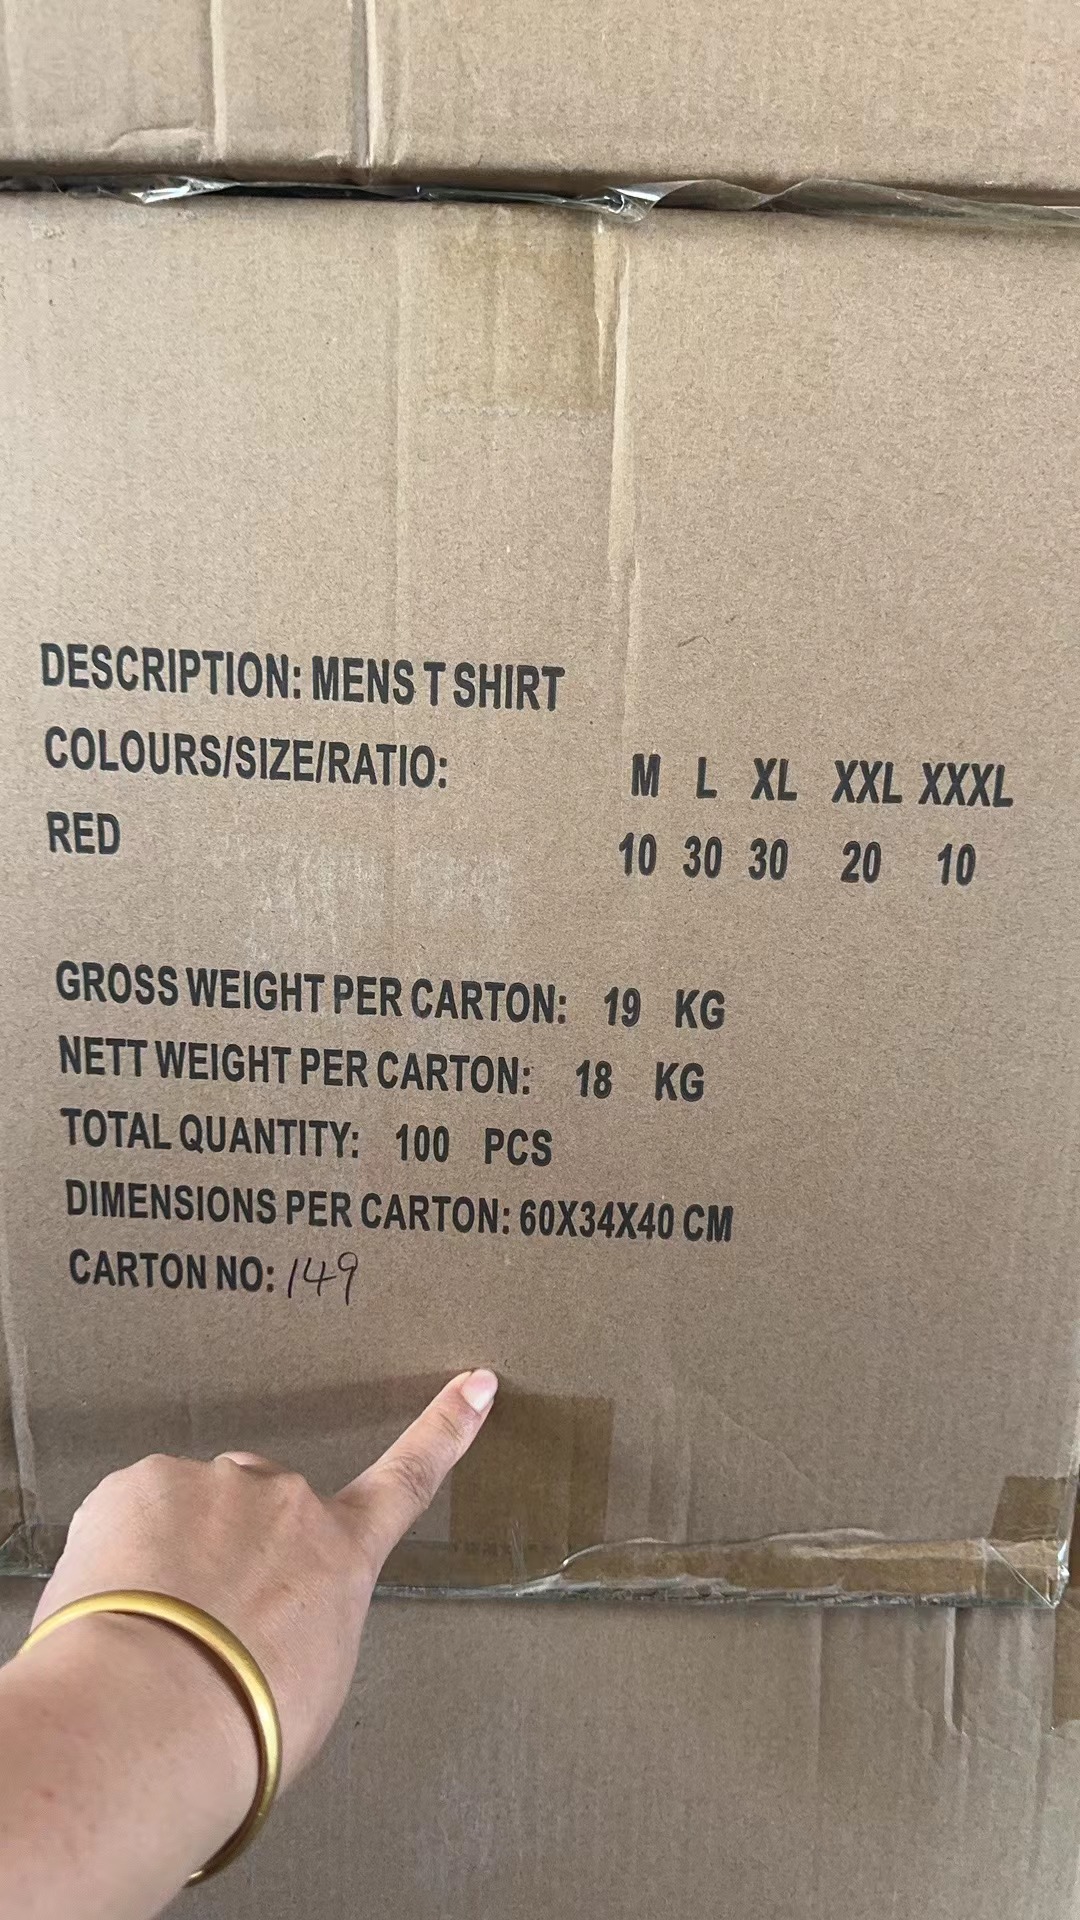 DESCRIPTION: MENS T SHIRT
COLOURS/SIZE/RATIO: M L XL XXL XXXL
RED 10 30 30 20 10
GROSS WEIGHT PER CARTON: 19 KG
NETT WEIGHT PER CARTON: 18 KG
TOTAL QUANTITY: 100 PCS
DIMENSIONS PER CARTON: 60X34X40 CM
CARTON NO: 149